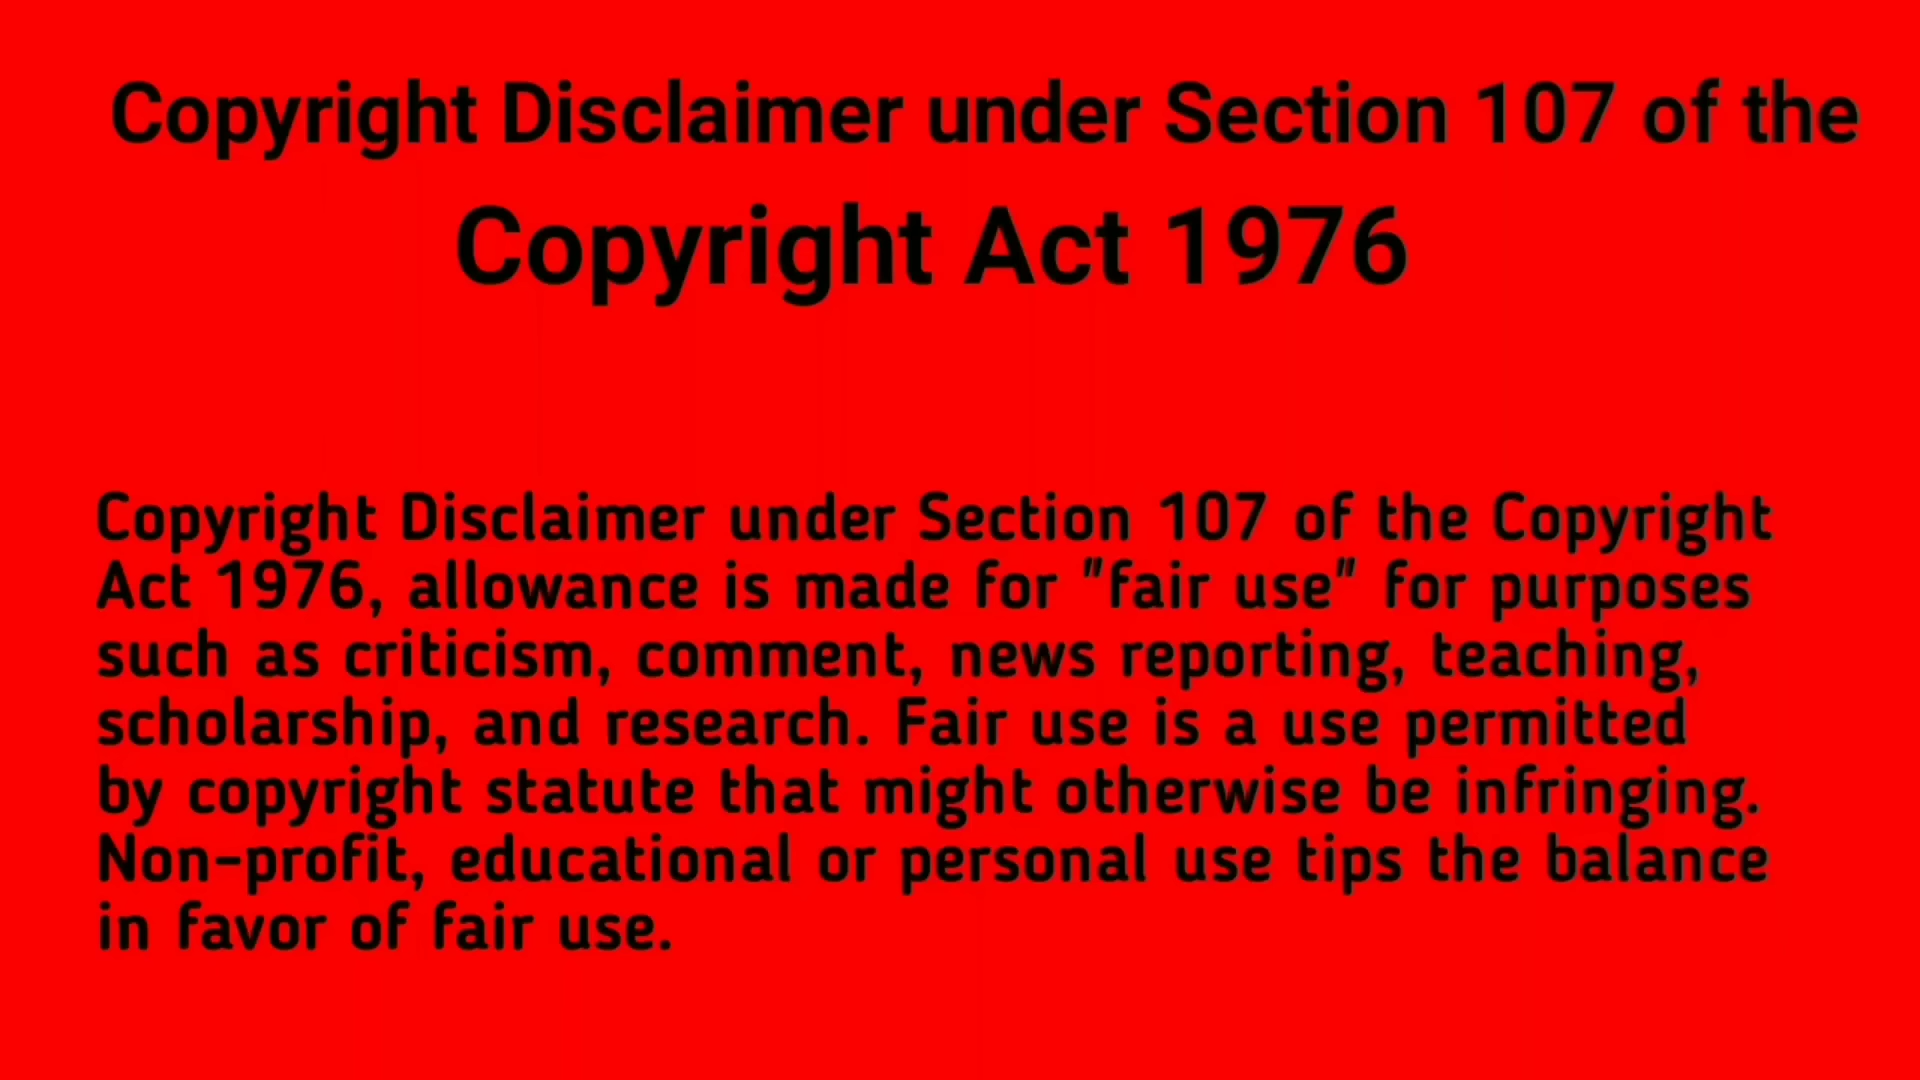 Copyright Disclaimer under Section 107 of the
Copyright Act 1976
Copyright Disclaimer under Section 107 of the Copyright
Act 1976, allowance is made for "fair use" for purposes
such as criticism, comment, news reporting, teaching,
scholarship, and research. Fair use is a use permitted
by copyright statute that might otherwise be infringing.
Non-profit, educational or personal use tips the balance
in favor of fair use.